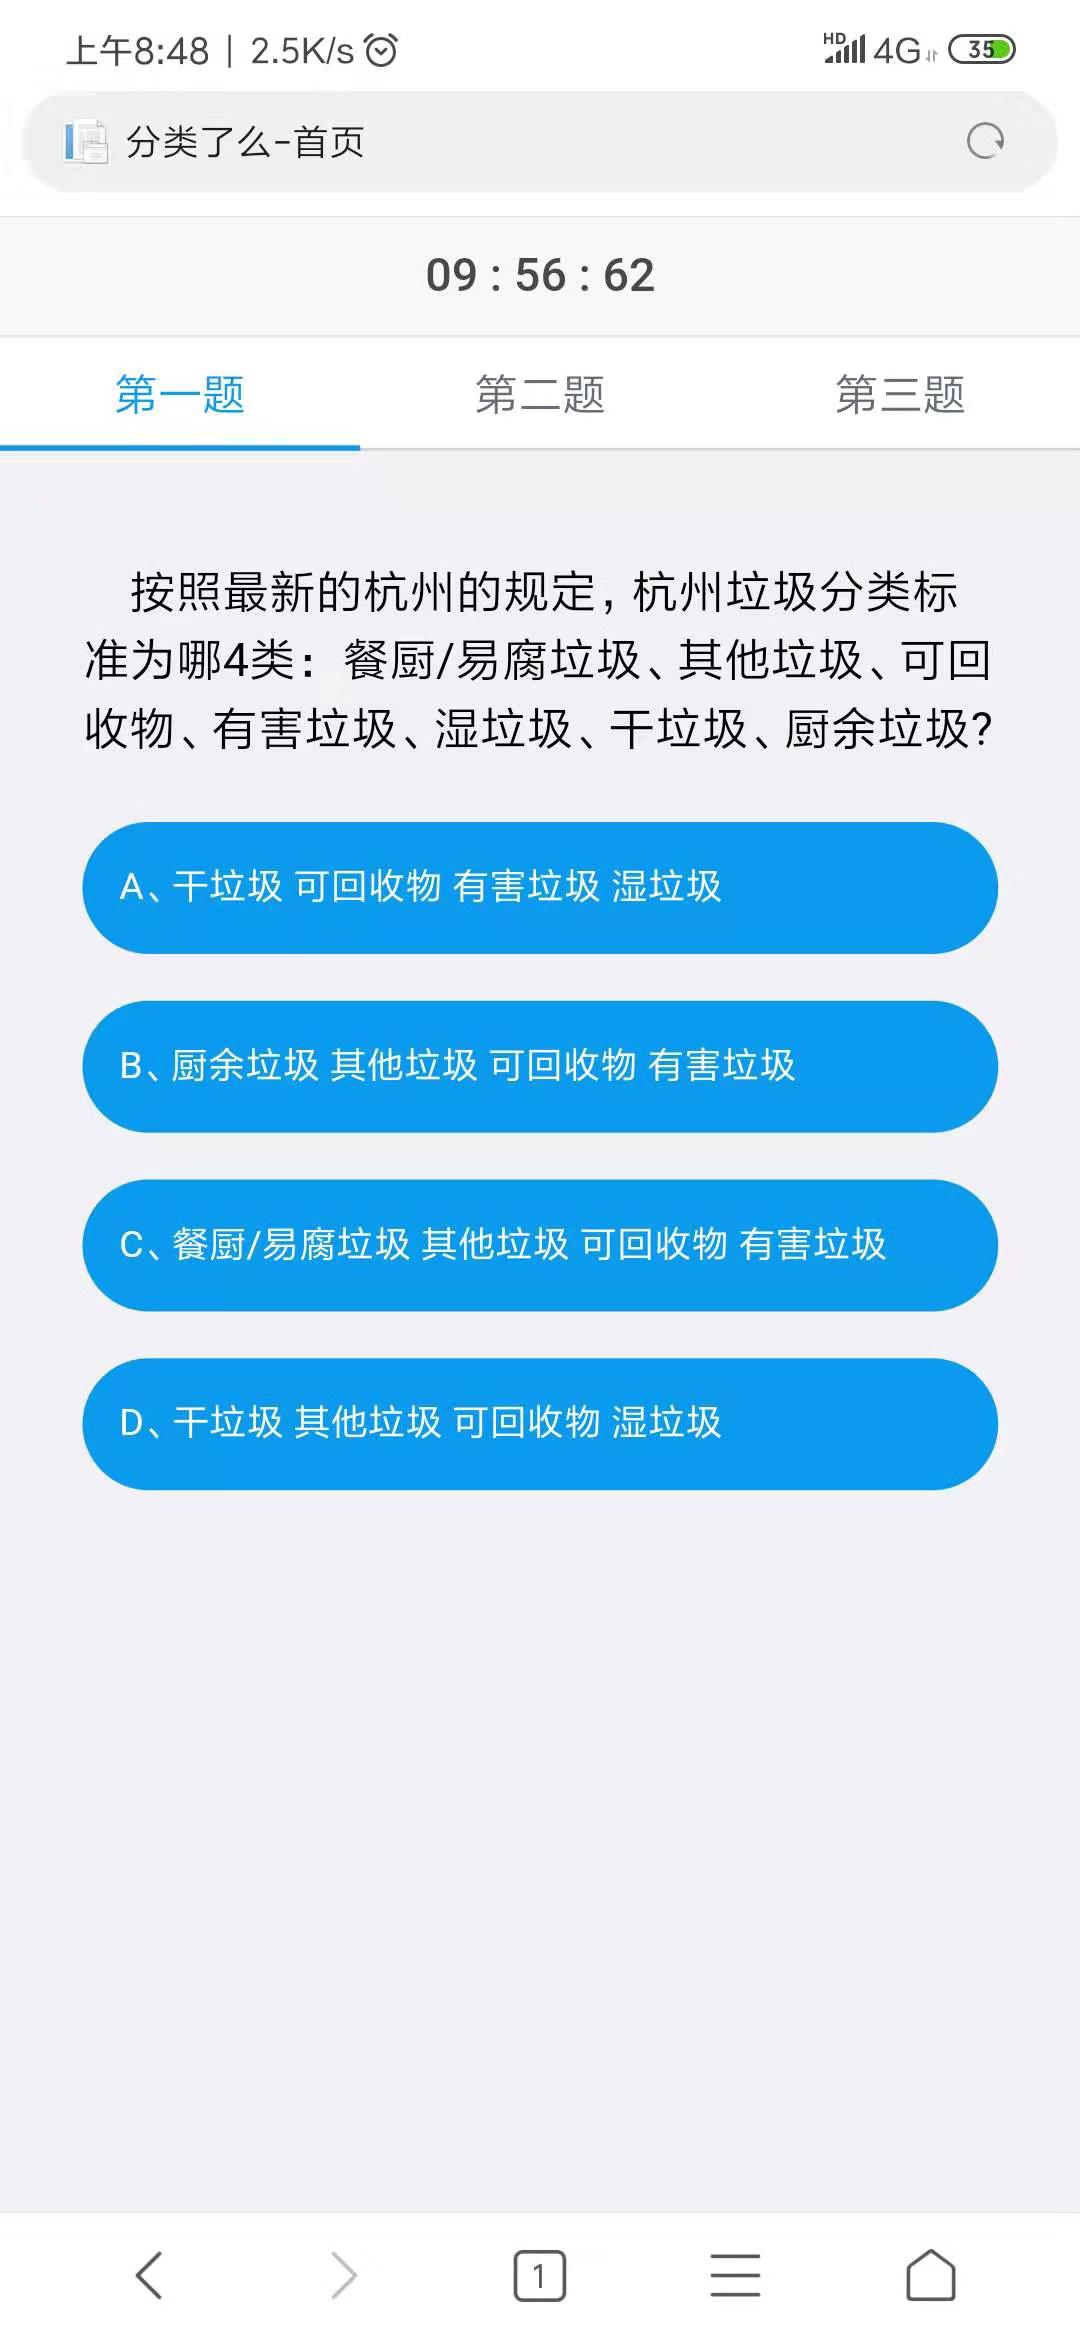 上午8:48 | 2.5K/s
HD 4G 35
分类了么-首页
09 : 56 : 62
第一题 第二题 第三题
按照最新的杭州的规定,杭州垃圾分类标
准为哪4类：餐厨/易腐垃圾、其他垃圾、可回
收物、有害垃圾、湿垃圾、干垃圾、厨余垃圾?
A、干垃圾 可回收物 有害垃圾 湿垃圾
B、厨余垃圾 其他垃圾 可回收物 有害垃圾
C、餐厨/易腐垃圾 其他垃圾 可回收物 有害垃圾
D、干垃圾 其他垃圾 可回收物 湿垃圾
1